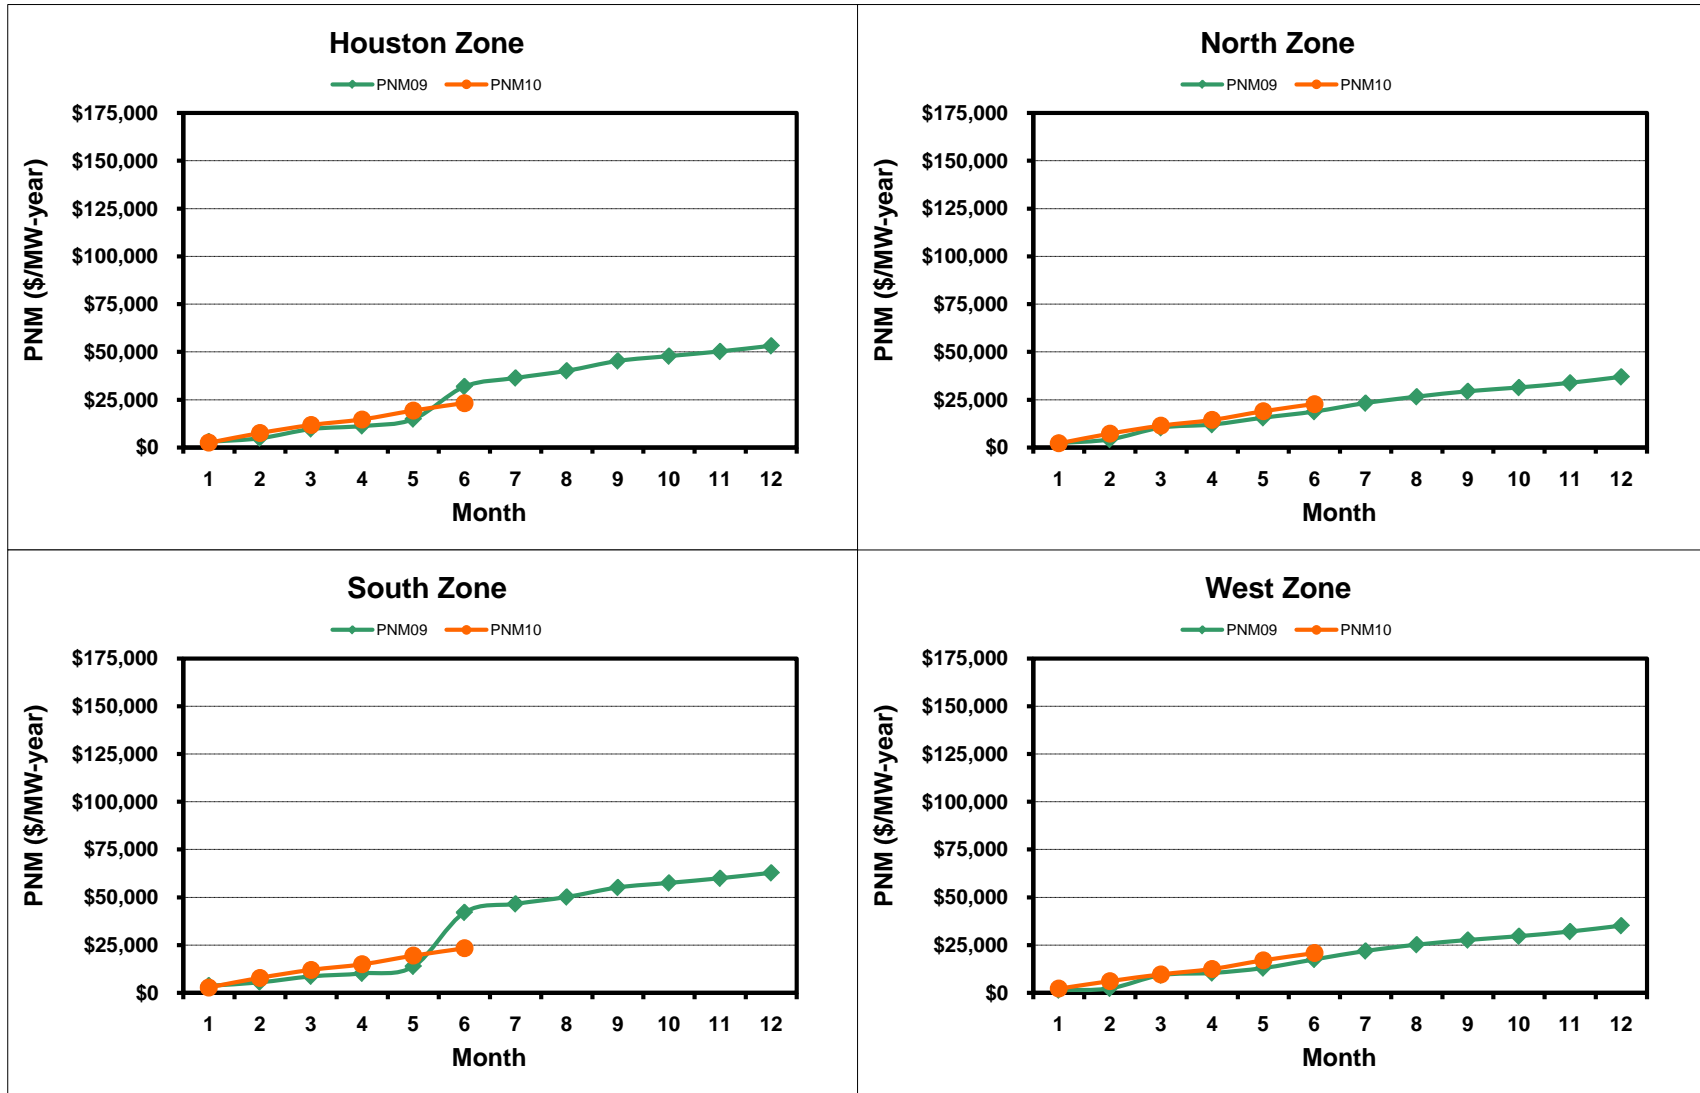 Houston Zone
PNM09 PNM10
PNM ($/MW-year)
$175,000
$150,000
$125,000
$100,000
$75,000
$50,000
$25,000
$0
1 2 3 4 5 6 7 8 9 10 11 12
Month
North Zone
PNM09 PNM10
PNM ($/MW-year)
$175,000
$150,000
$125,000
$100,000
$75,000
$50,000
$25,000
$0
1 2 3 4 5 6 7 8 9 10 11 12
Month
South Zone
PNM09 PNM10
PNM ($/MW-year)
$175,000
$150,000
$125,000
$100,000
$75,000
$50,000
$25,000
$0
1 2 3 4 5 6 7 8 9 10 11 12
Month
West Zone
PNM09 PNM10
PNM ($/MW-year)
$175,000
$150,000
$125,000
$100,000
$75,000
$50,000
$25,000
$0
1 2 3 4 5 6 7 8 9 10 11 12
Month